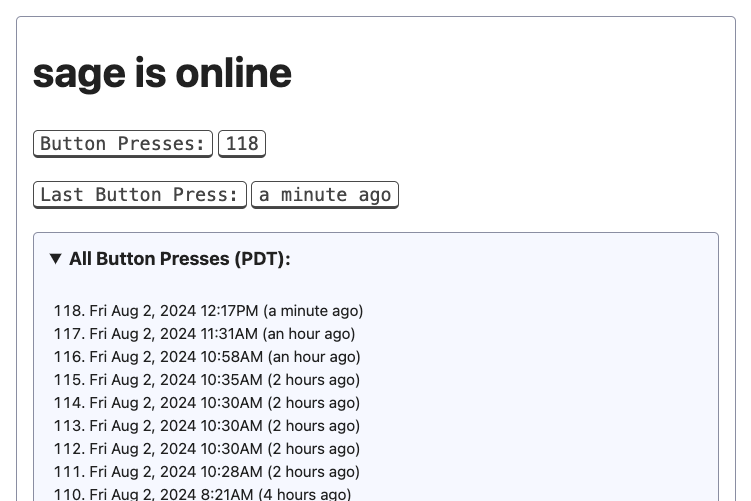 sage is online
Button Presses: 118
Last Button Press: a minute ago
▼ All Button Presses (PDT):
118. Fri Aug 2, 2024 12:17PM (a minute ago)
117. Fri Aug 2, 2024 11:31AM (an hour ago)
116. Fri Aug 2, 2024 10:58AM (an hour ago)
115. Fri Aug 2, 2024 10:35AM (2 hours ago)
114. Fri Aug 2, 2024 10:30AM (2 hours ago)
113. Fri Aug 2, 2024 10:30AM (2 hours ago)
112. Fri Aug 2, 2024 10:30AM (2 hours ago)
111. Fri Aug 2, 2024 10:28AM (2 hours ago)
110. Fri Aug 2, 2024 8:21AM (4 hours ago)